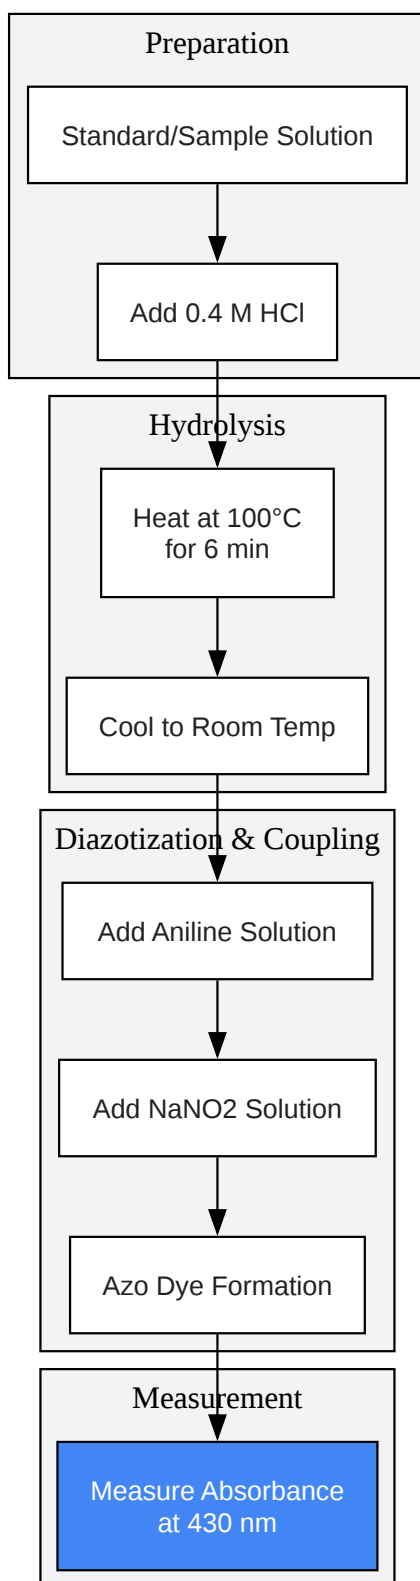 Preparation
Standard/Sample Solution
Add 0.4 M HCl
Hydrolysis
Heat at 100°C
for 6 min
Cool to Room Temp
Diazotization & Coupling
Add Aniline Solution
Add NaNO2 Solution
Azo Dye Formation
Measurement
Measure Absorbance
at 430 nm